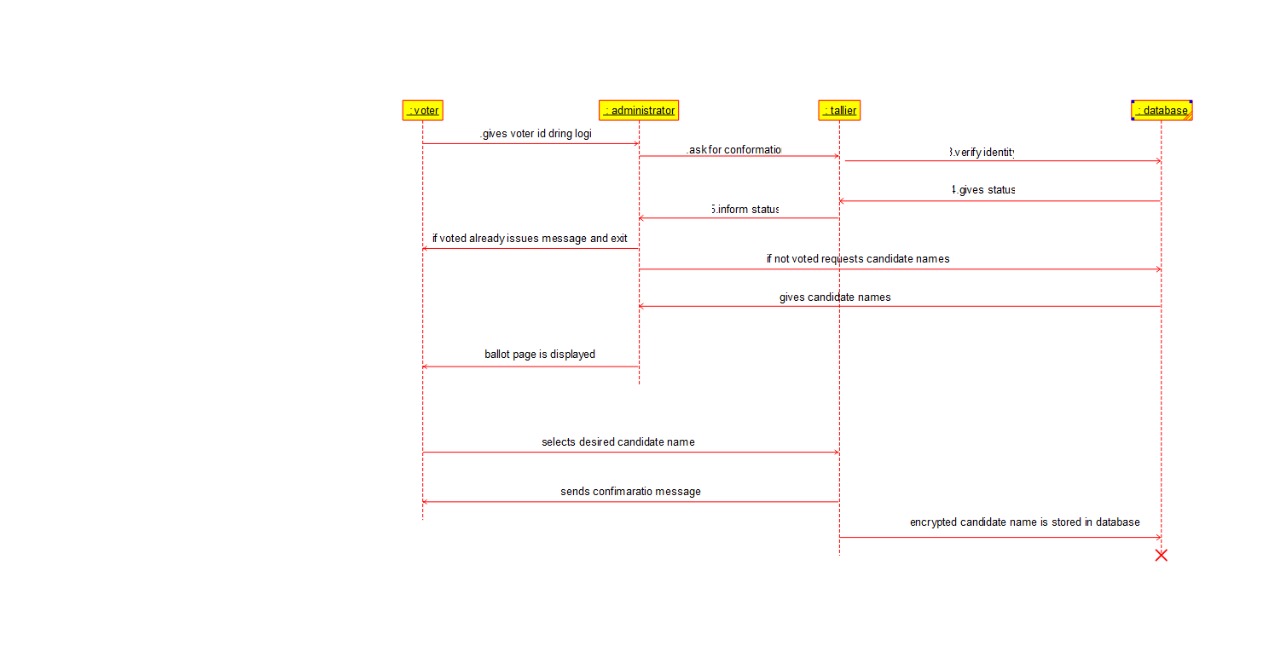 : voter
: administrator
: tallier
: database
.gives voter id dring logi
.ask for conformatio
3.verify identity
4.gives status
5.inform status
if voted already issues message and exit
if not voted requests candidate names
gives candidate names
ballot page is displayed
selects desired candidate name
sends confimaratio message
encrypted candidate name is stored in database